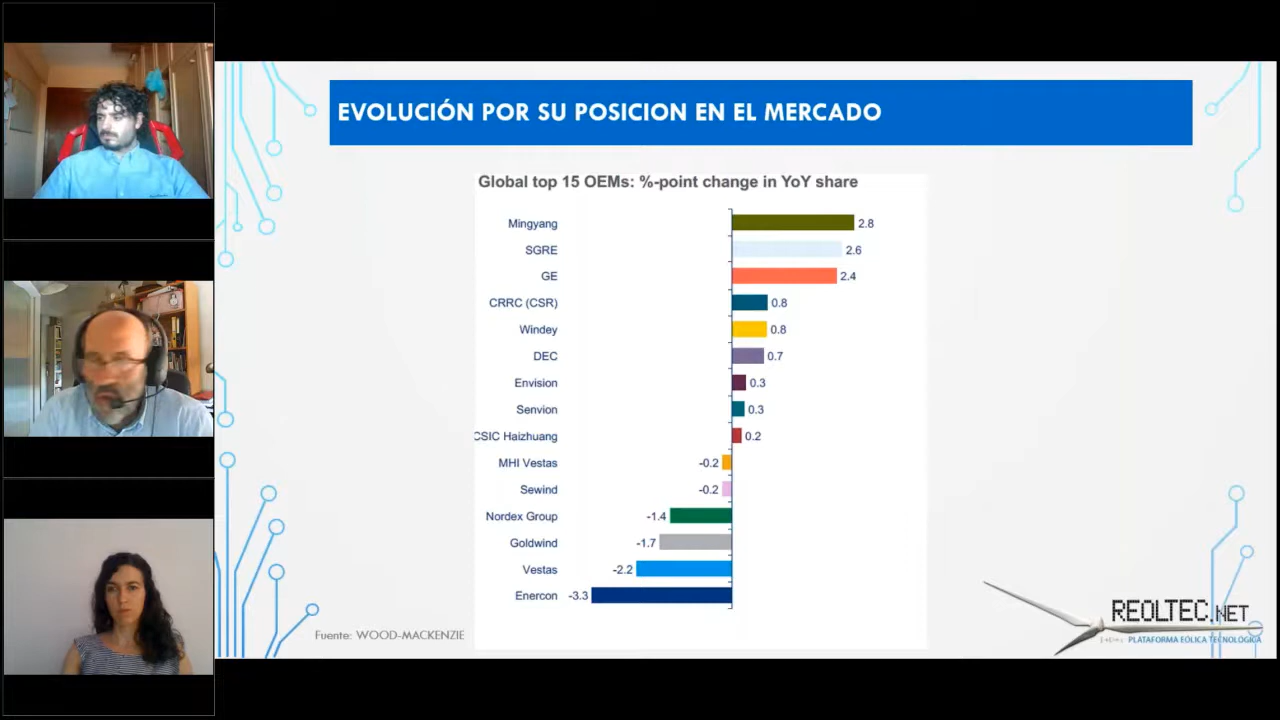 EVOLUCIÓN POR SU POSICION EN EL MERCADO
Global top 15 OEMs: %-point change in YoY share
Mingyang 2.8
SGRE 2.6
GE 2.4
CRRC (CSR) 0.8
Windey 0.8
DEC 0.7
Envision 0.3
Senvion 0.3
CSIC Haizhuang 0.2
MHI Vestas -0.2
Sewind -0.2
Nordex Group -1.4
Goldwind -1.7
Vestas -2.2
Enercon -3.3
Fuente: WOOD-MACKENZIE
REOLTEC.NET
PLATAFORMA EÓLICA TECNOLÓGICA